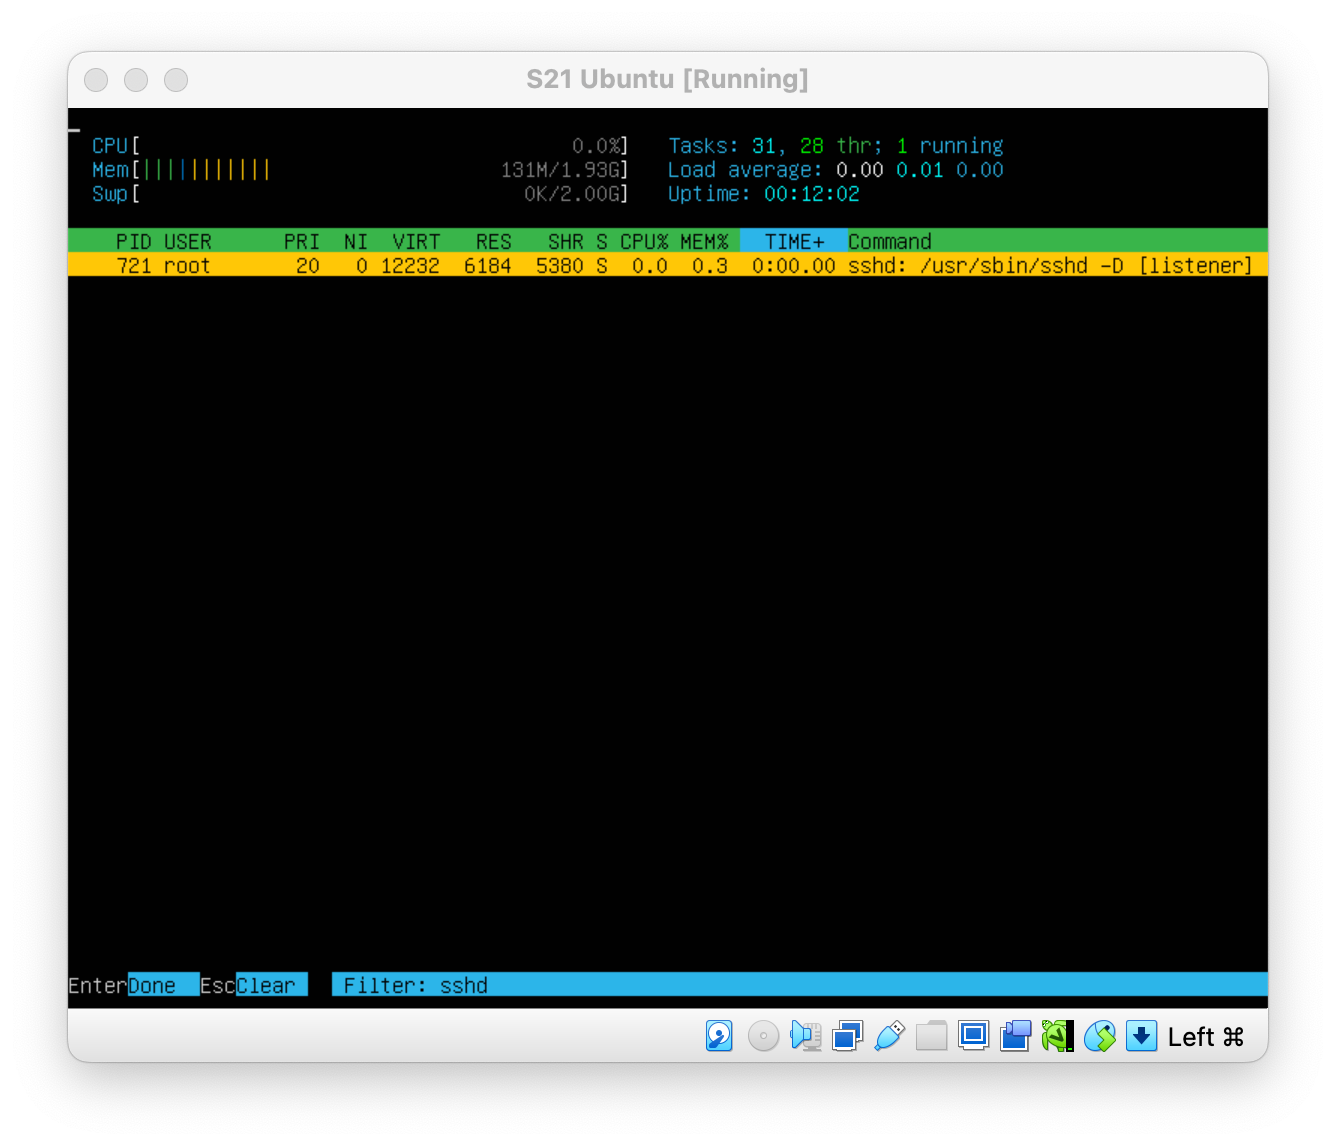 S21 Ubuntu [Running]
CPU[ 0.0%] Tasks: 31, 28 thr; 1 running
Mem[||||||||||| 131M/1.93G] Load average: 0.00 0.01 0.00
Swp[ 0K/2.00G] Uptime: 00:12:02
PID USER PRI NI VIRT RES SHR S CPU% MEM% TIME+ Command
721 root 20 0 12232 6184 5380 S 0.0 0.3 0:00.00 sshd: /usr/sbin/sshd -D [listener]
EnterDone EscClear Filter: sshd
Left ⌘